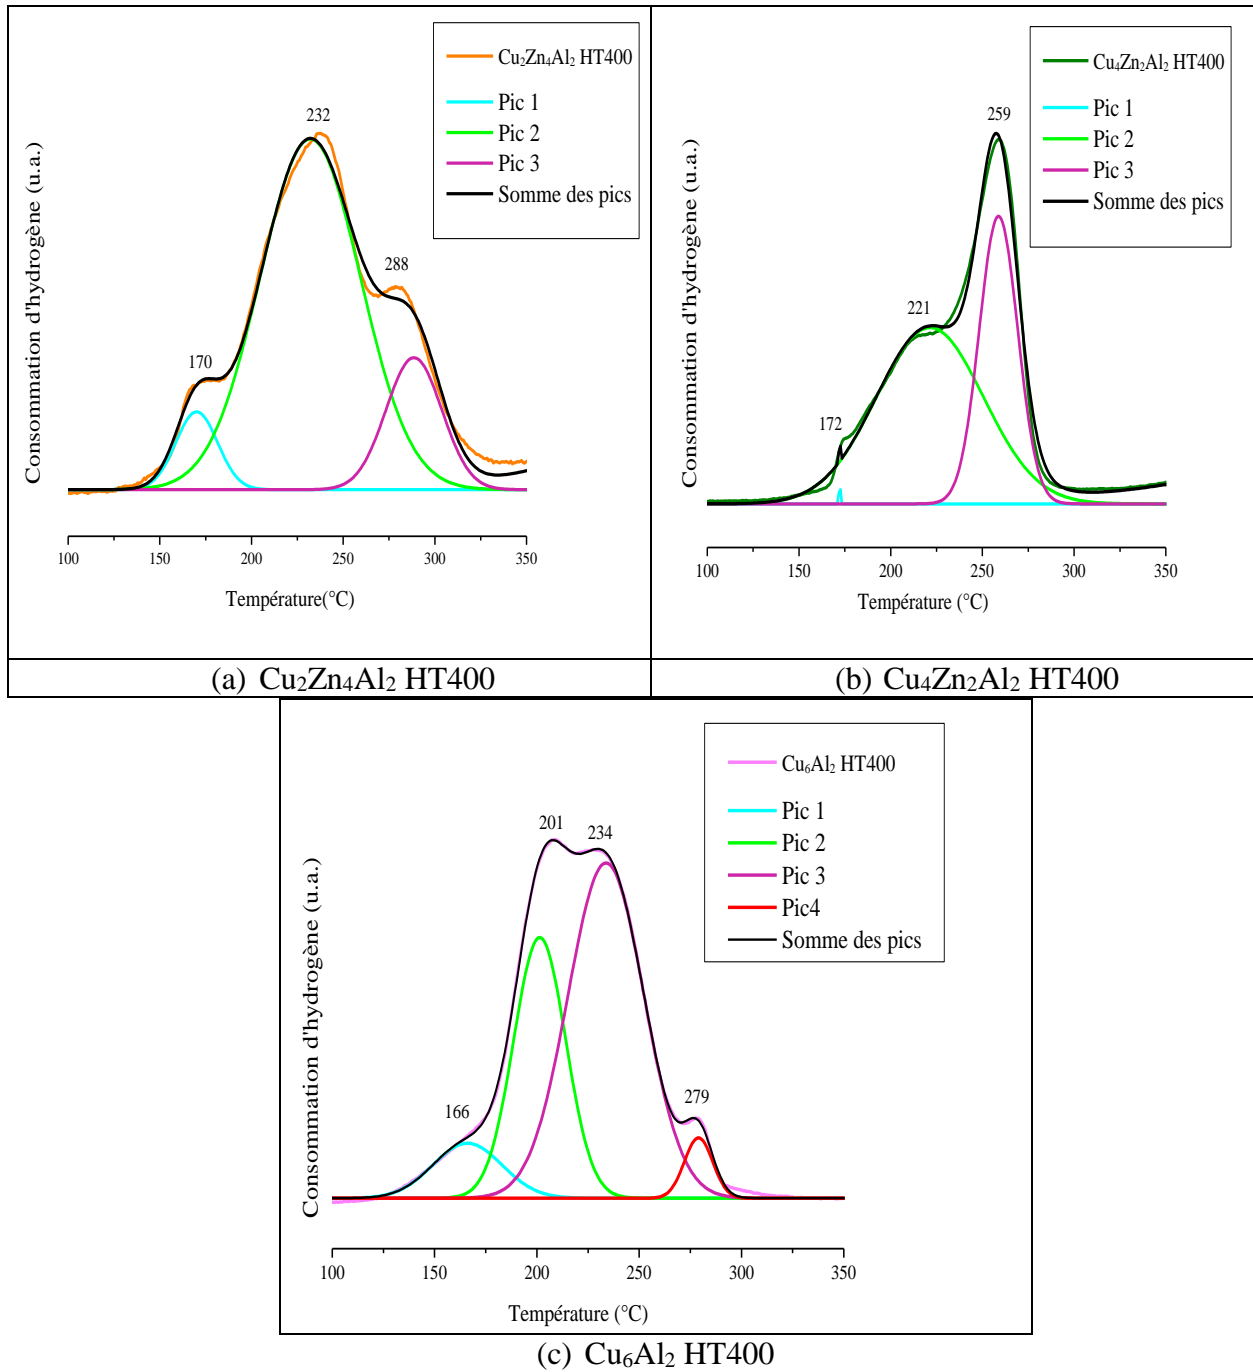 Consommation d'hydrogène (u.a.)
Cu₂Zn₄Al₂ HT400
Pic 1
Pic 2
Pic 3
Somme des pics
232
288
170
100 150 200 250 300 350
Température(°C)
(a) Cu₂Zn₄Al₂ HT400
Consommation d'hydrogène (u.a.)
Cu₄Zn₂Al₂ HT400
Pic 1
Pic 2
Pic 3
Somme des pics
259
221
172
100 150 200 250 300 350
Température (°C)
(b) Cu₄Zn₂Al₂ HT400
Consommation d'hydrogène (u.a.)
Cu₆Al₂ HT400
Pic 1
Pic 2
Pic 3
Pic4
Somme des pics
201
234
166
279
100 150 200 250 300 350
Température (°C)
(c) Cu₆Al₂ HT400